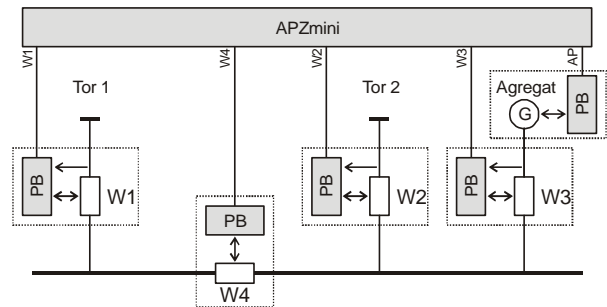 APZmini
W1
W4
W2
W3
AP
Tor 1
Tor 2
Agregat
G
PB
PB
PB
PB
PB
W1
W2
W3
W4